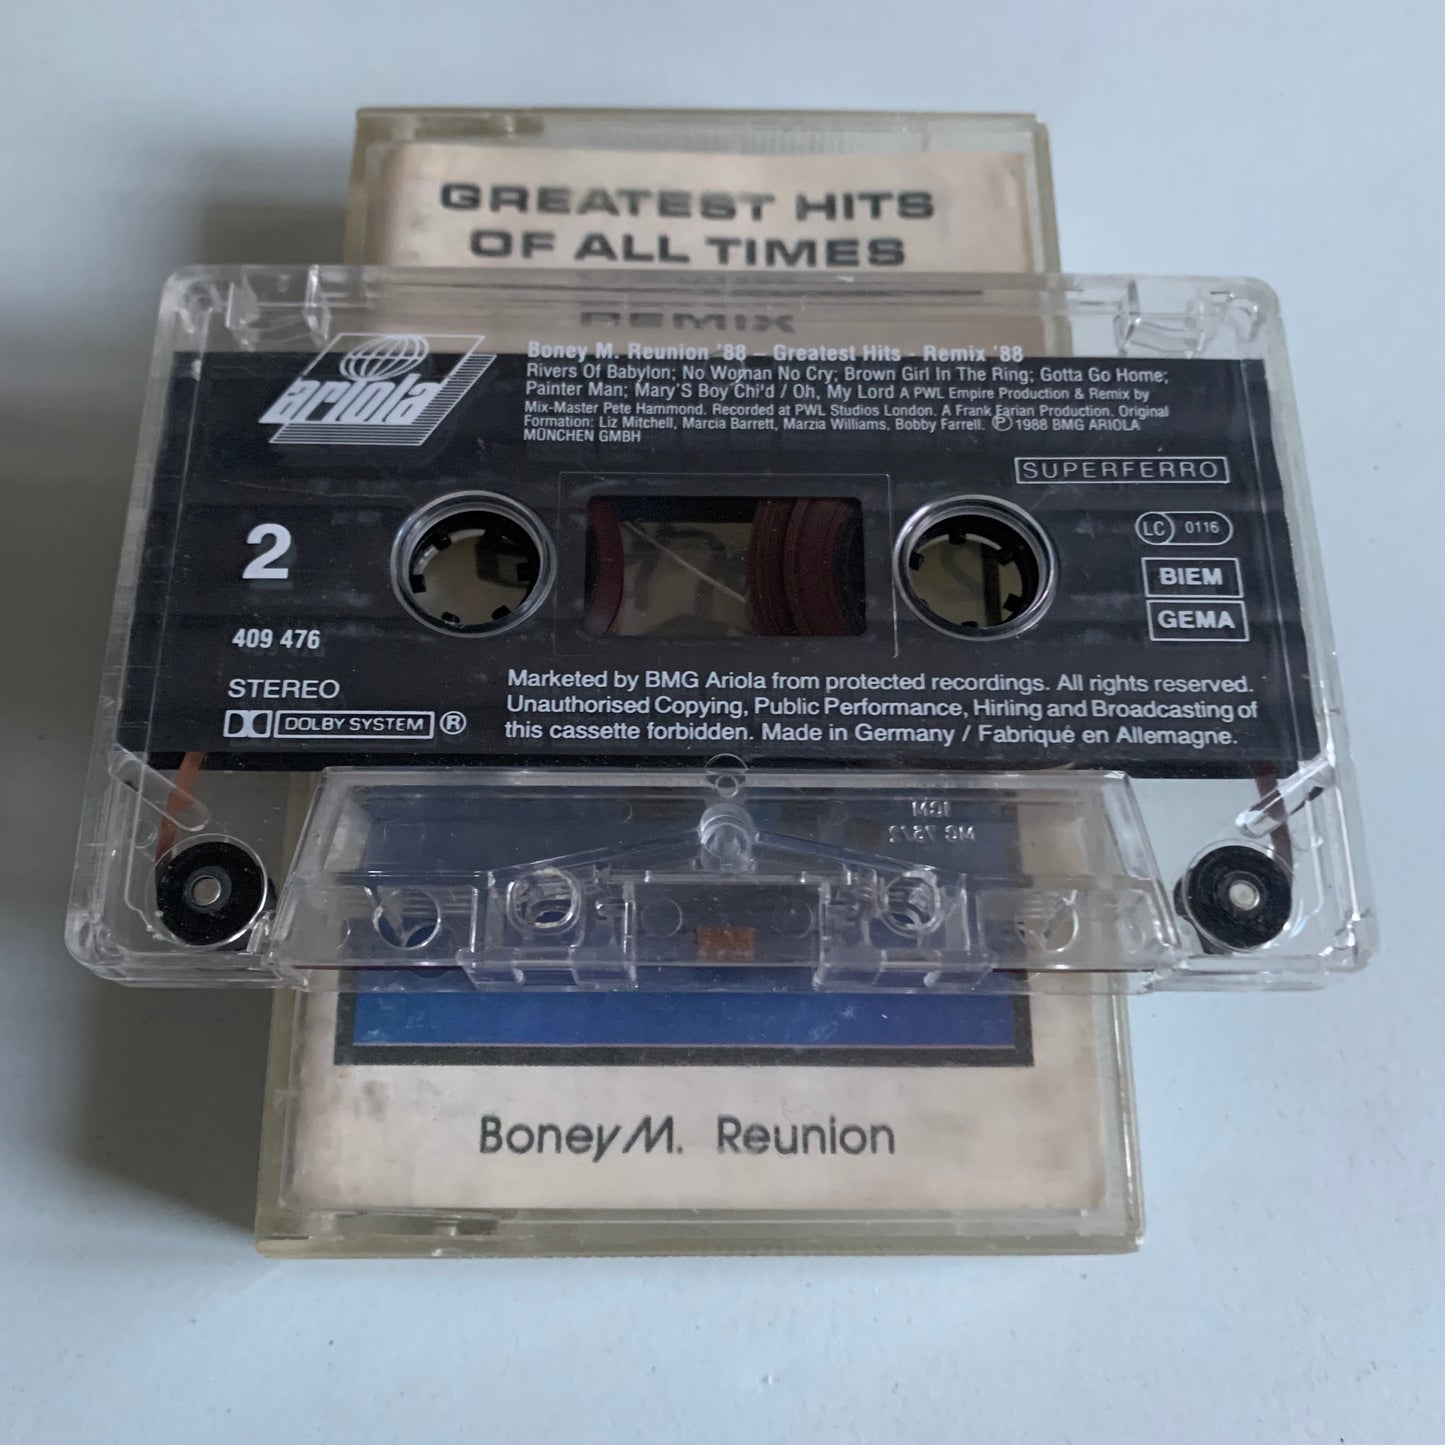 GREATEST HITS
OF ALL TIMES
REMIX
ariola
Boney M. Reunion '88 – Greatest Hits - Remix '88
Rivers Of Babylon; No Woman No Cry; Brown Girl In The Ring; Gotta Go Home;
Painter Man; Mary'S Boy Chi'd / Oh, My Lord A PWL Empire Production & Remix by
Mix-Master Pete Hammond. Recorded at PWL Studios London. A Frank Farian Production. Original
Formation: Liz Mitchell, Marcia Barrett, Marzia Williams, Bobby Farrell. Ⓟ 1988 BMG ARIOLA
MÜNCHEN GMBH
SUPERFERRO
2
LC 0116
BIEM
GEMA
409 476
STEREO
DOLBY SYSTEM ®
Marketed by BMG Ariola from protected recordings. All rights reserved.
Unauthorised Copying, Public Performance, Hirling and Broadcasting of
this cassette forbidden. Made in Germany / Fabriqué en Allemagne.
Boney M. Reunion